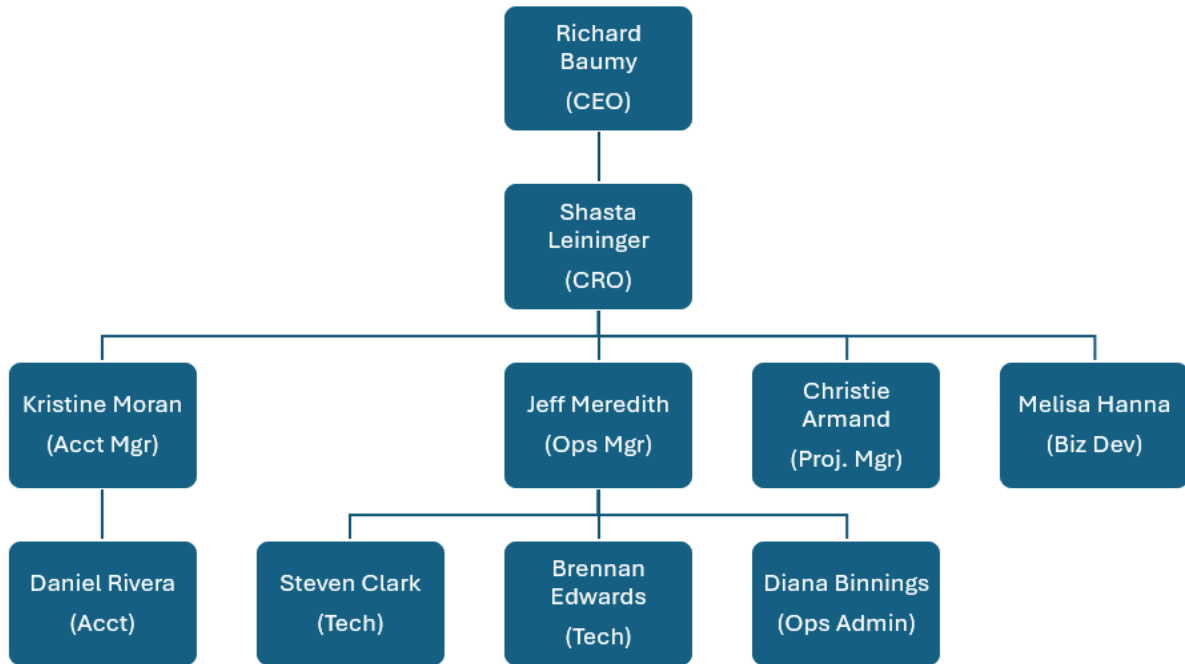 Richard
Baumy
(CEO)
Shasta
Leininger
(CRO)
Kristine Moran
(Acct Mgr)
Jeff Meredith
(Ops Mgr)
Christie
Armand
(Proj. Mgr)
Melisa Hanna
(Biz Dev)
Daniel Rivera
(Acct)
Steven Clark
(Tech)
Brennan
Edwards
(Tech)
Diana Binnings
(Ops Admin)